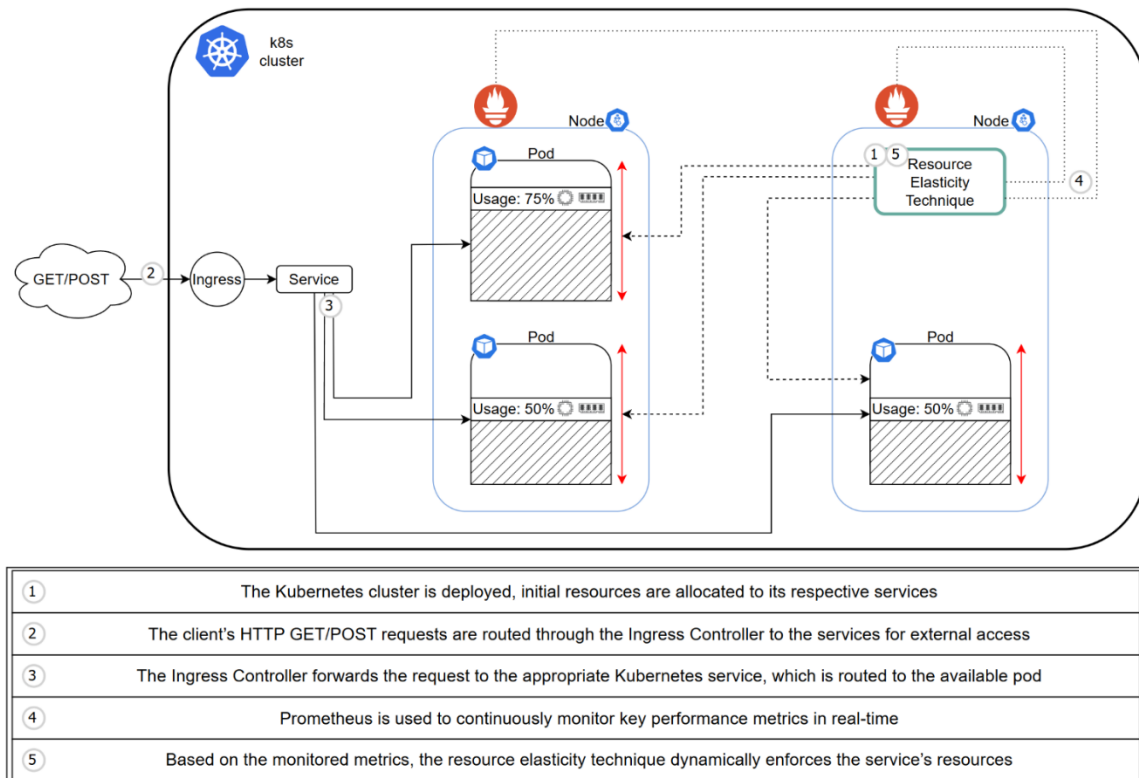 k8s
cluster
Node
Node
Pod
1
5
Resource
Elasticity
Technique
4
Usage: 75%
GET/POST
2
Ingress
Service
3
Pod
Pod
Usage: 50%
Usage: 50%
1
The Kubernetes cluster is deployed, initial resources are allocated to its respective services
2
The client's HTTP GET/POST requests are routed through the Ingress Controller to the services for external access
3
The Ingress Controller forwards the request to the appropriate Kubernetes service, which is routed to the available pod
4
Prometheus is used to continuously monitor key performance metrics in real-time
5
Based on the monitored metrics, the resource elasticity technique dynamically enforces the service's resources